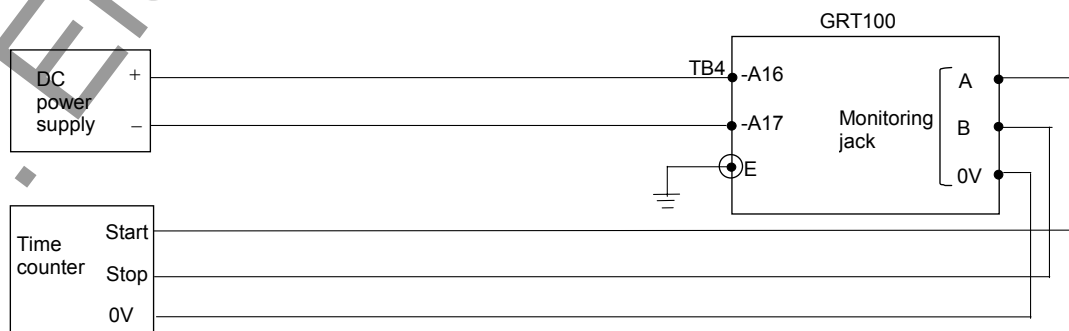 GRT100
DC
power
supply
+
−
TB4
-A16
-A17
E
Monitoring
jack
A
B
0V
Time
counter
Start
Stop
0V